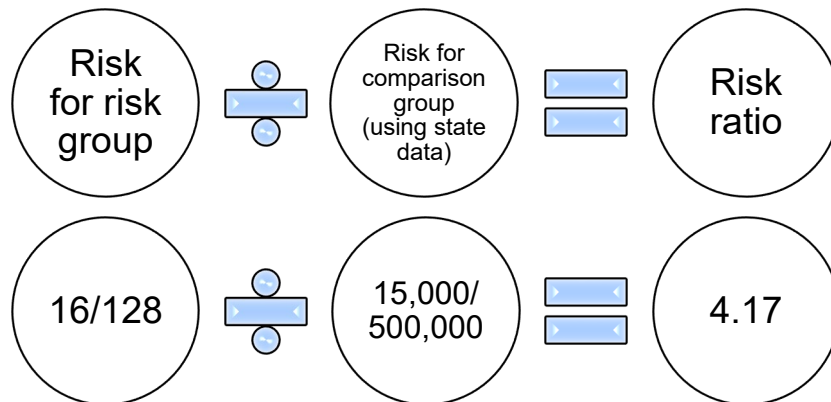 Risk
for risk
group
Risk for
comparison
group
(using state
data)
Risk
ratio
16/128
15,000/
500,000
4.17